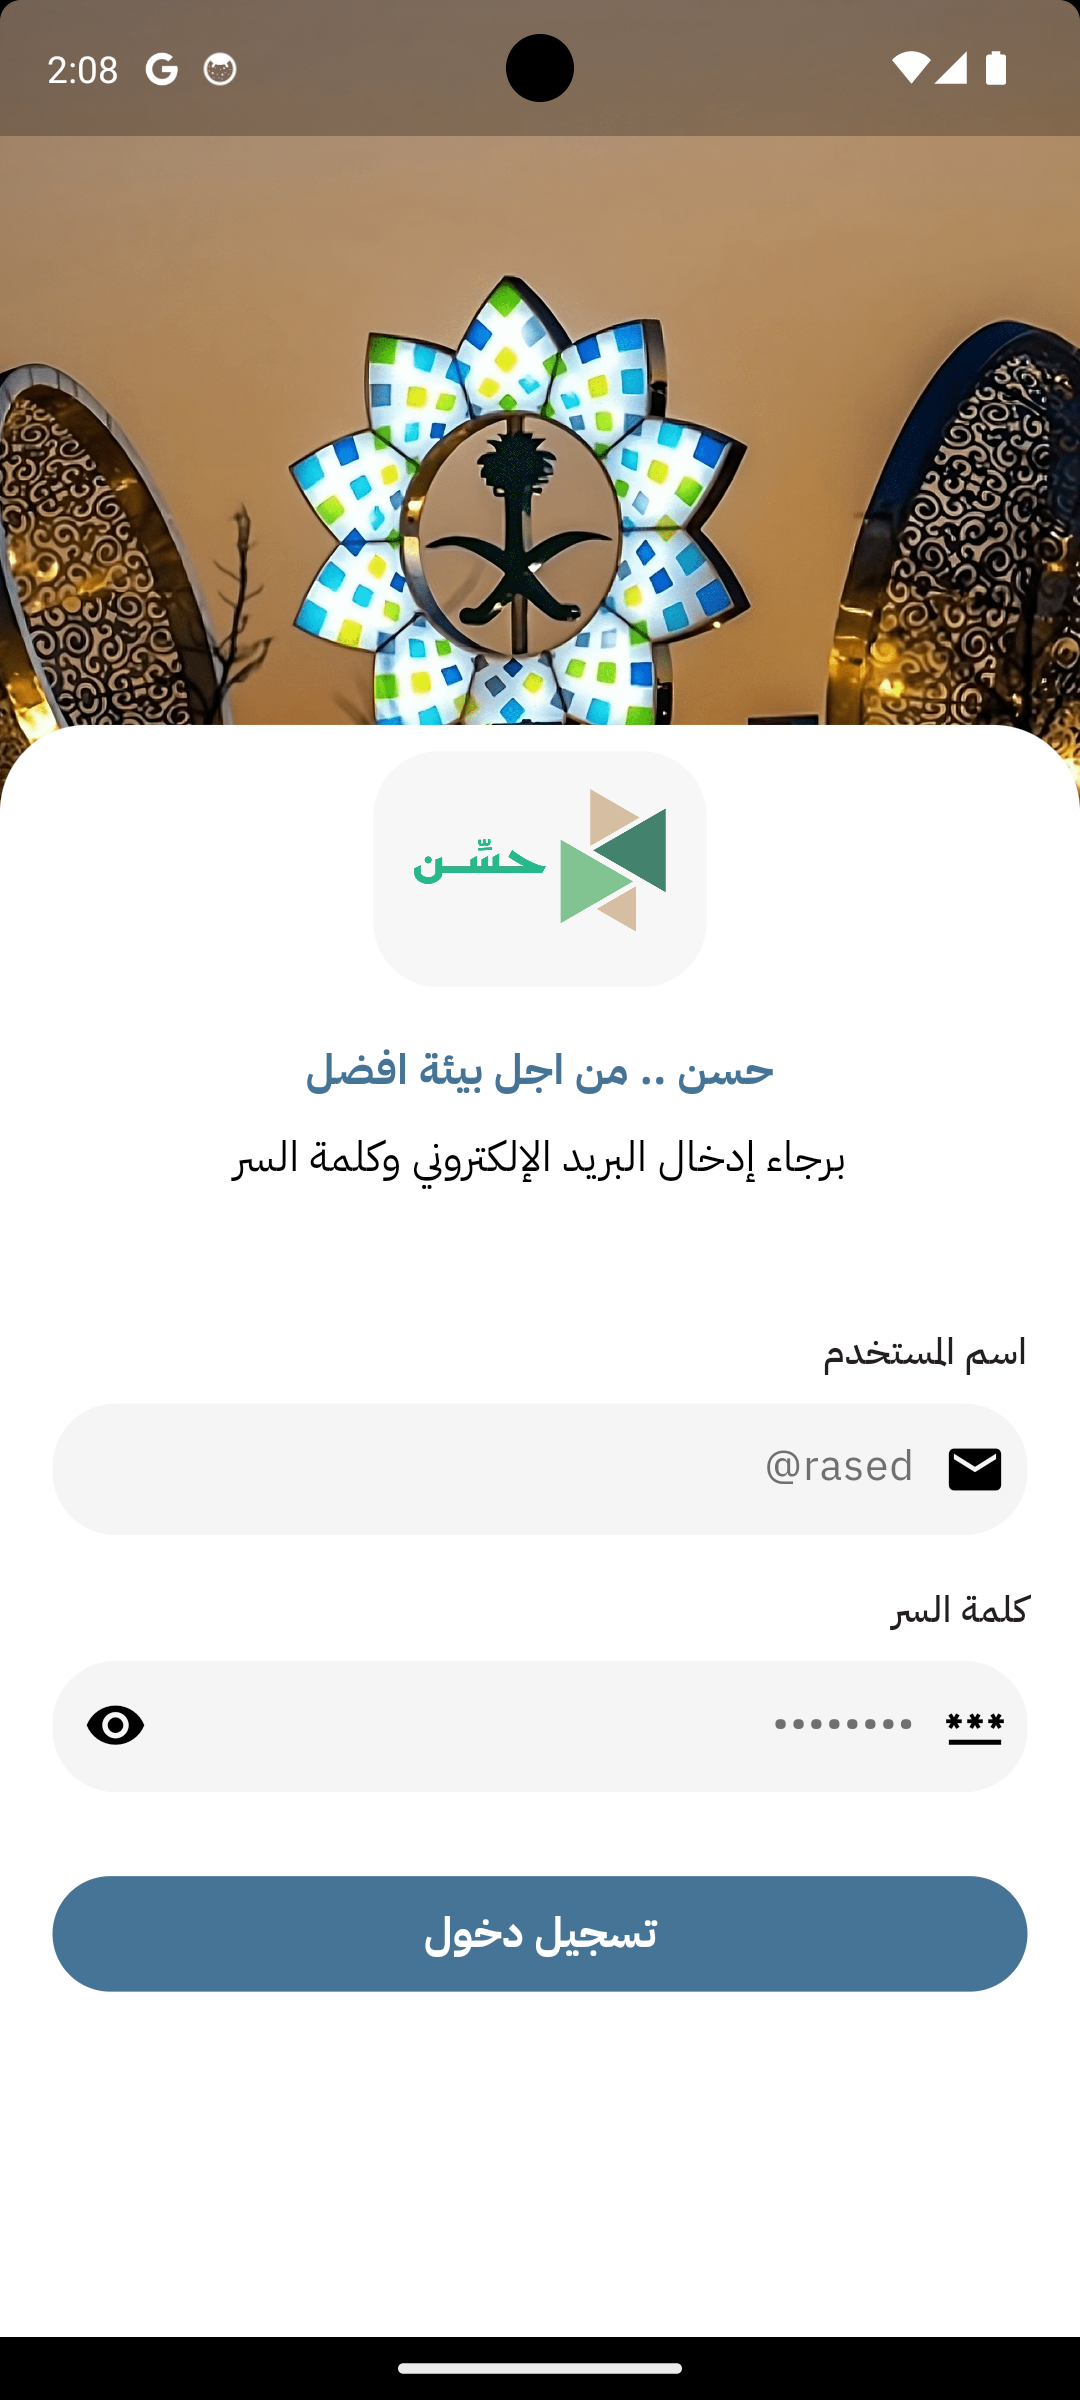 2:08
حسّن
حسن .. من اجل بيئة افضل
برجاء إدخال البريد الإلكتروني وكلمة السر
اسم المستخدم
@rased
كلمة السر
••••••••
***
تسجيل دخول